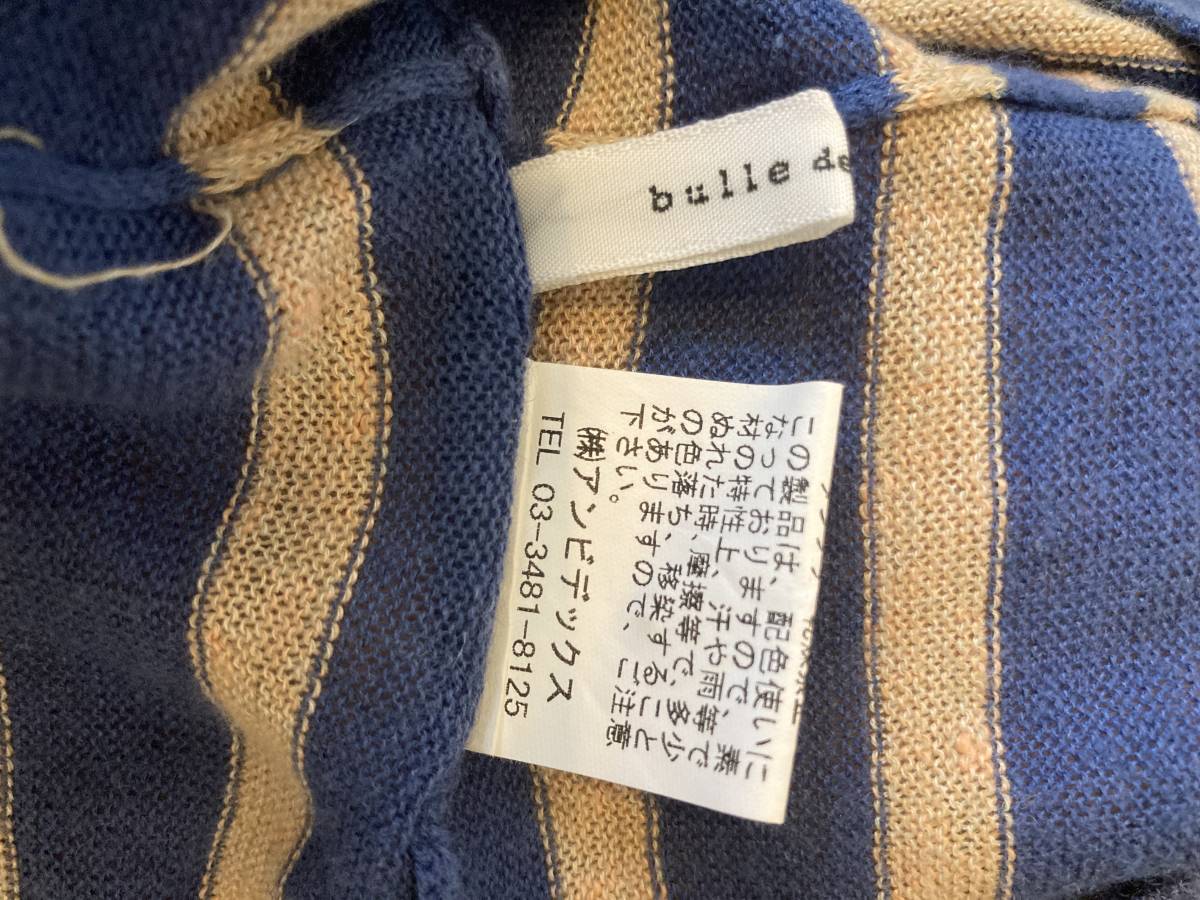 bulle de
この製品は、配色使いに
なっております。素
材の特性上、汗や雨等で
ぬれた時、摩擦等で、多少
の色落ち、移染すること
がありますので、ご注意
下さい。
㈱アンビデックス
TEL 03-3481-8125